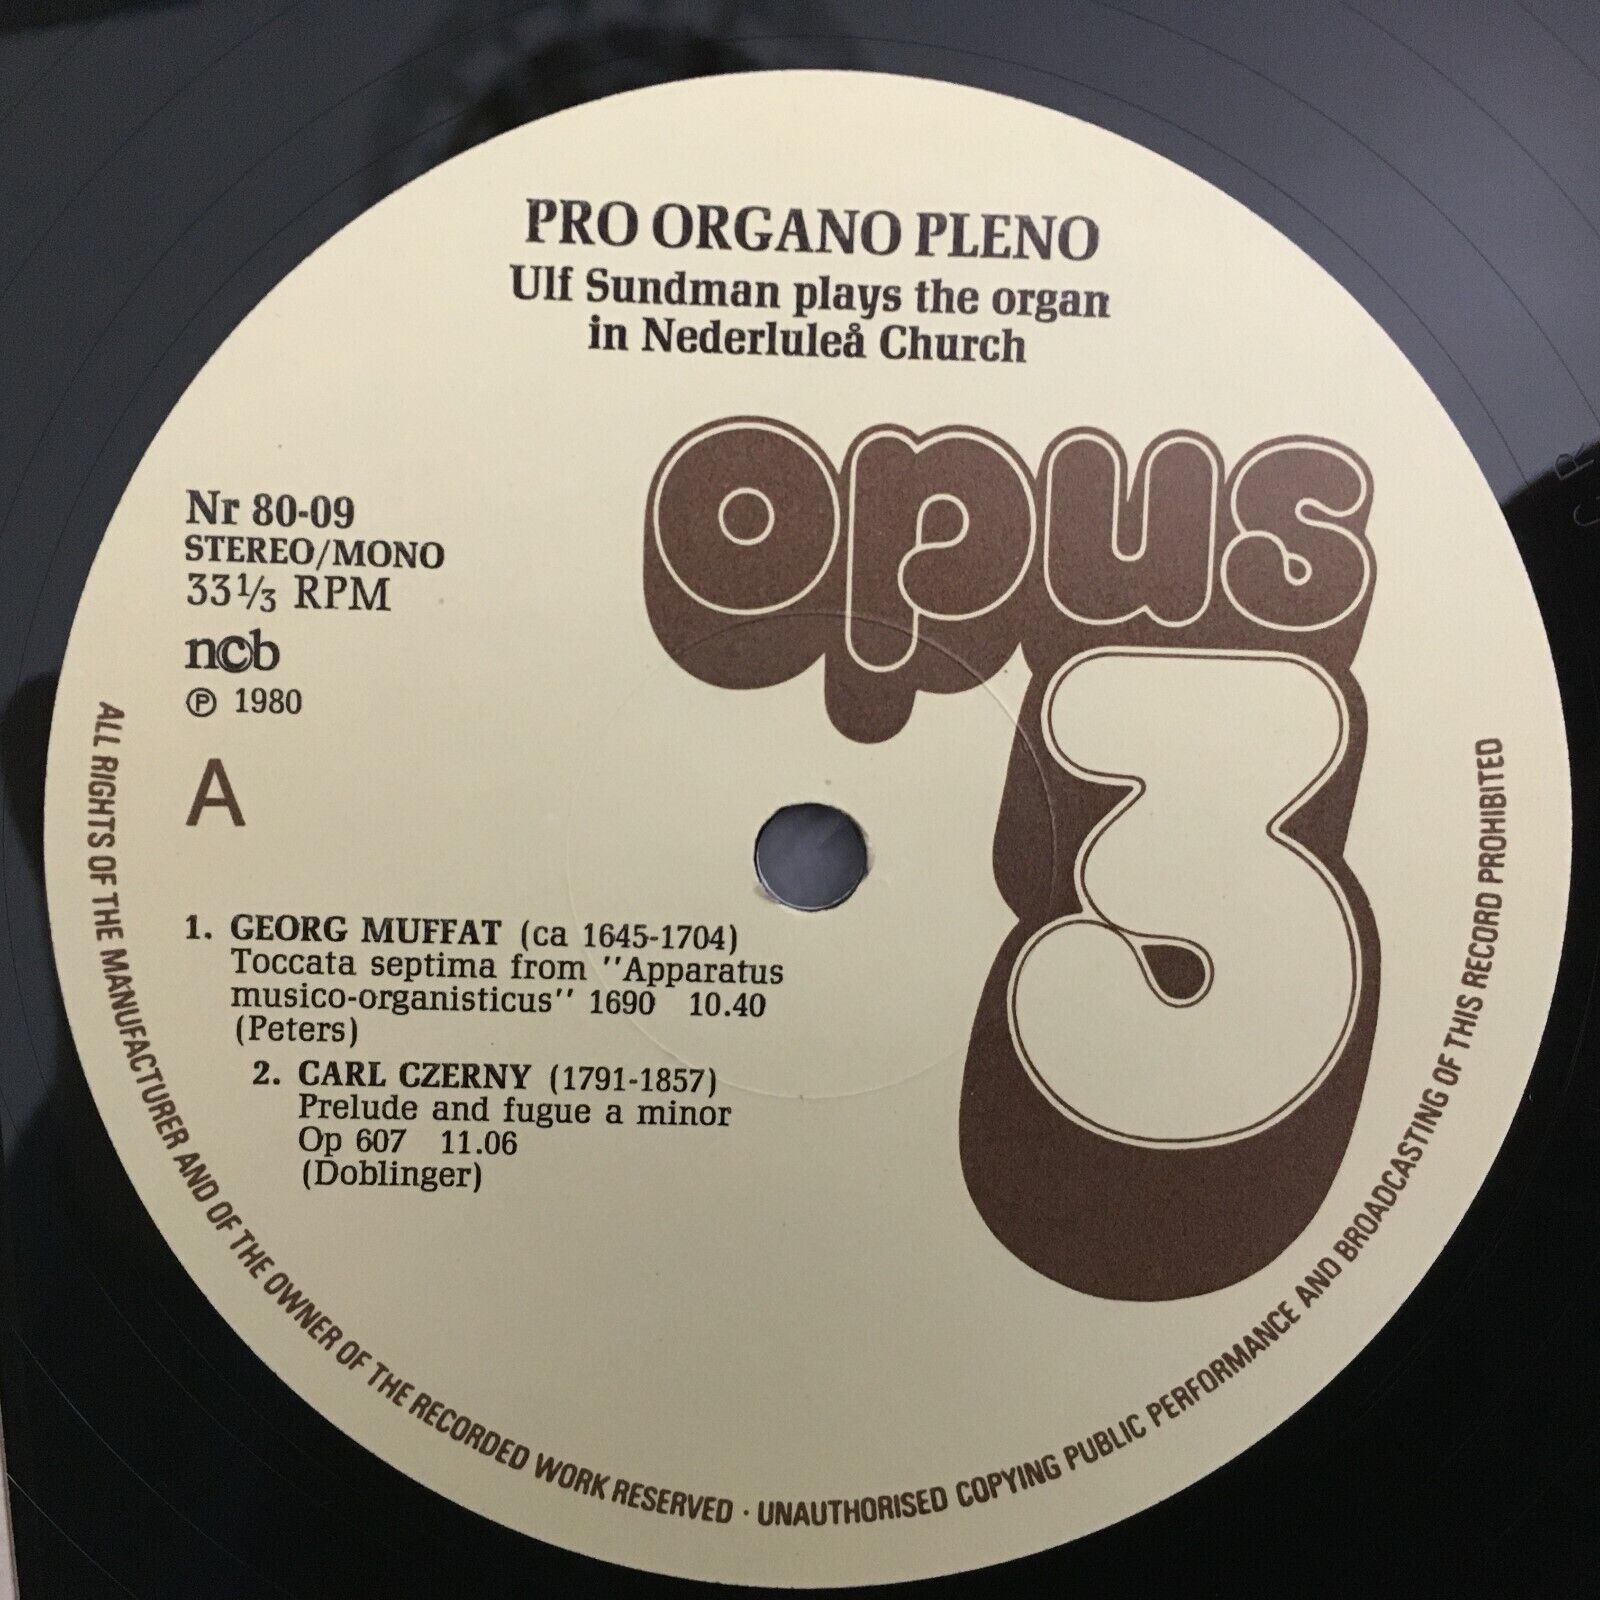 PRO ORGANO PLENO
Ulf Sundman plays the organ
in Nederluleå Church
opus
3
Nr 80-09
STEREO/MONO
33 1/3 RPM
ncb
℗ 1980
A
1. GEORG MUFFAT (ca 1645-1704)
Toccata septima from ''Apparatus
musico-organisticus'' 1690 10.40
(Peters)
2. CARL CZERNY (1791-1857)
Prelude and fugue a minor
Op 607 11.06
(Doblinger)
ALL RIGHTS OF THE MANUFACTURER AND OF THE OWNER OF THE RECORDED WORK RESERVED · UNAUTHORISED COPYING PUBLIC PERFORMANCE AND BROADCASTING OF THIS RECORD PROHIBITED